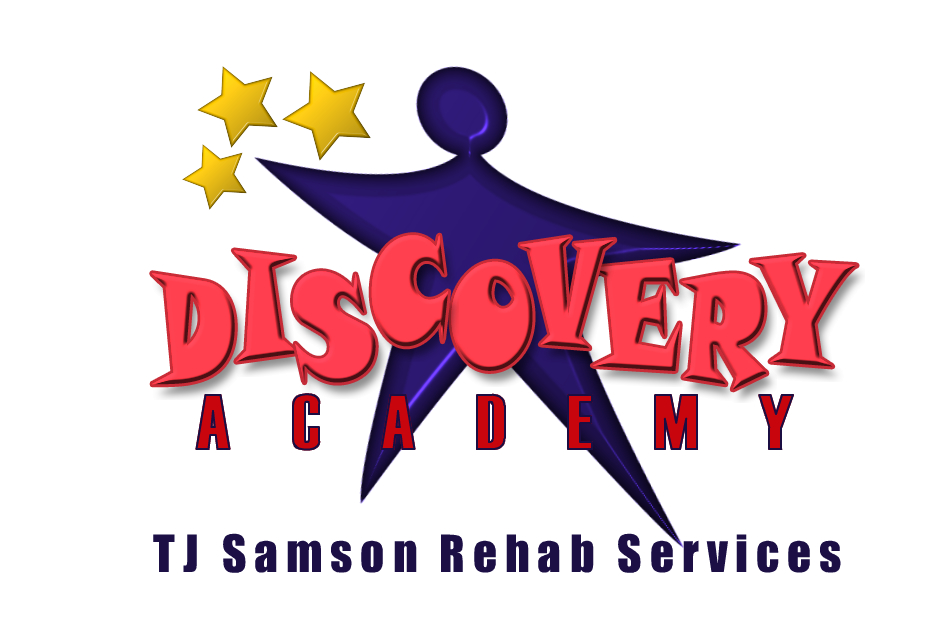 DISCOVERY
ACADEMY
TJ Samson Rehab Services